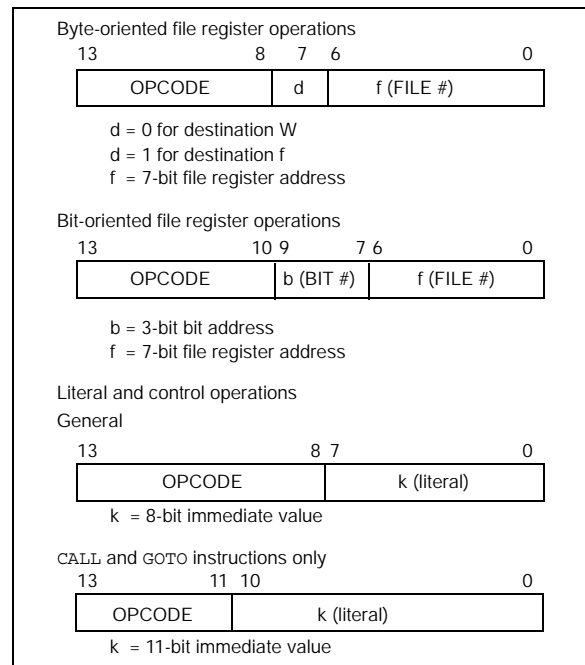 Byte-oriented file register operations
13 8 7 6 0
OPCODE d f (FILE #)
d = 0 for destination W
d = 1 for destination f
f = 7-bit file register address
Bit-oriented file register operations
13 10 9 7 6 0
OPCODE b (BIT #) f (FILE #)
b = 3-bit bit address
f = 7-bit file register address
Literal and control operations
General
13 8 7 0
OPCODE k (literal)
k = 8-bit immediate value
CALL and GOTO instructions only
13 11 10 0
OPCODE k (literal)
k = 11-bit immediate value